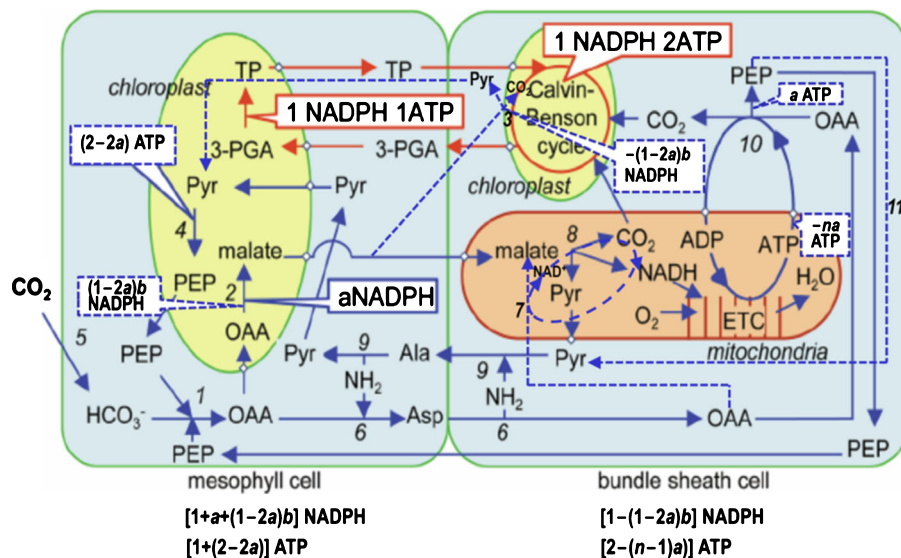 1 NADPH 2ATP
TP
TP
Pyr
CO₂
Calvin-
Benson
cycle
3
PEP
a ATP
chloroplast
1 NADPH 1ATP
CO₂
OAA
10
(2−2a) ATP
3-PGA
3-PGA
−(1−2a)b
NADPH
chloroplast
Pyr
Pyr
11
4
malate
malate
8
CO₂
ADP
ATP
−na
ATP
NAD⁺
NADH
H₂O
CO₂
(1−2a)b
NADPH
PEP
2
aNADPH
Pyr
7
O₂
ETC
5
OAA
mitochondria
PEP
Pyr
9
Ala
9
Pyr
NH₂
NH₂
1
HCO₃⁻
OAA
6
Asp
6
OAA
PEP
PEP
mesophyll cell
bundle sheath cell
[1+a+(1−2a)b] NADPH
[1−(1−2a)b] NADPH
[1+(2−2a)] ATP
[2−(n−1)a)] ATP